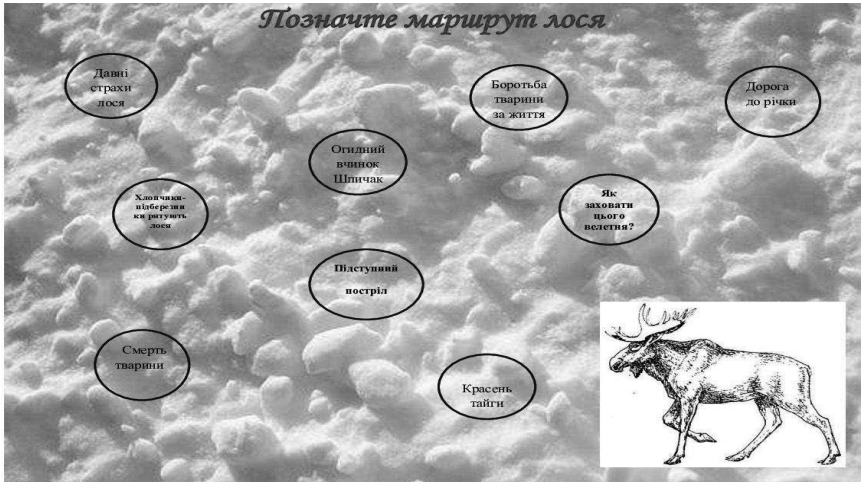 Позначте маршрут лося
Давні
страхи
лося
Боротьба
тварини
за життя
Дорога
до річки
Огидний
вчинок
Шпичак
Хлопчики-
підберезни
ки рятують
лося
Як
заховати
цього
велетня?
Підступний
постріл
Смерть
тварини
Красень
тайги